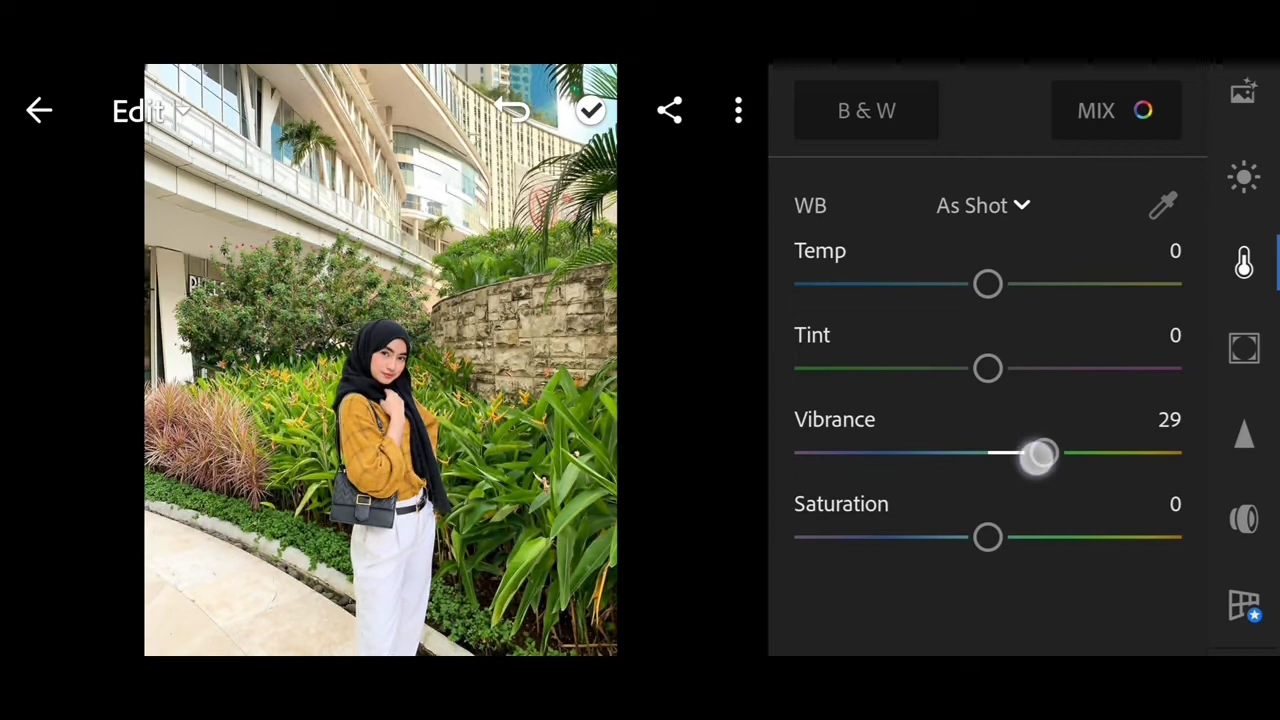 Edit
B & W
MIX
WB
As Shot
Temp
0
Tint
0
Vibrance
29
Saturation
0